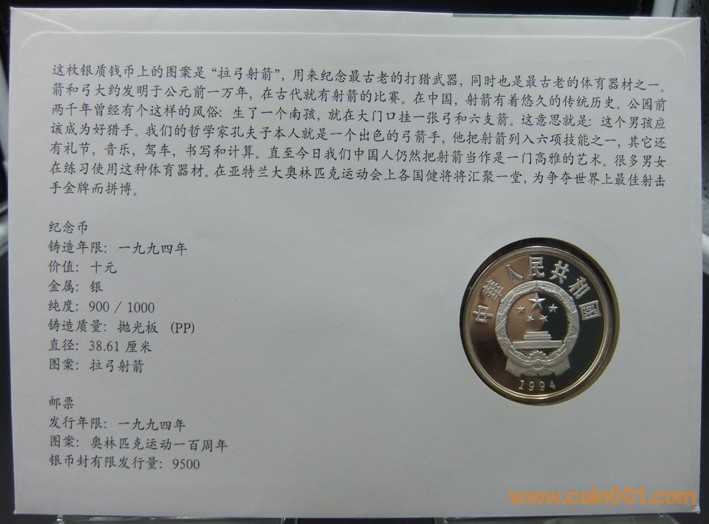 这枚银质钱币上的图案是“拉弓射箭”，用来纪念最古老的打猎武器，同时也是最古老的体育器材之一。
箭和弓大约发明于公元前一万年，在古代就有射箭的比赛。在中国，射箭有着悠久的传统历史。公园前
两千年曾经有个这样的风俗：生了一个南孩，就在大门口挂一张弓和六支箭。这意思就是：这个男孩应
该成为好猎手。我们的哲学家孔夫子本人就是一个出色的弓箭手，他把射箭列入六项技能之一，其它还
有礼节，音乐，驾车，书写和计算。直至今日我们中国人仍然把射箭当作是一门高雅的艺术。很多男女
在练习使用这种体育器材。在亚特兰大奥林匹克运动会上各国健将将汇聚一堂，为争夺世界上最佳射击
手金牌而拼博。
纪念币
铸造年限：一九九四年
价值：十元
金属：银
纯度：900 / 1000
铸造质量：抛光板 (PP)
直径：38.61 厘米
图案：拉弓射箭
中華人民共和國
1994
邮票
发行年限：一九九四年
图案：奥林匹克运动一百周年
银币封有限发行量：9500
www.coin001.com